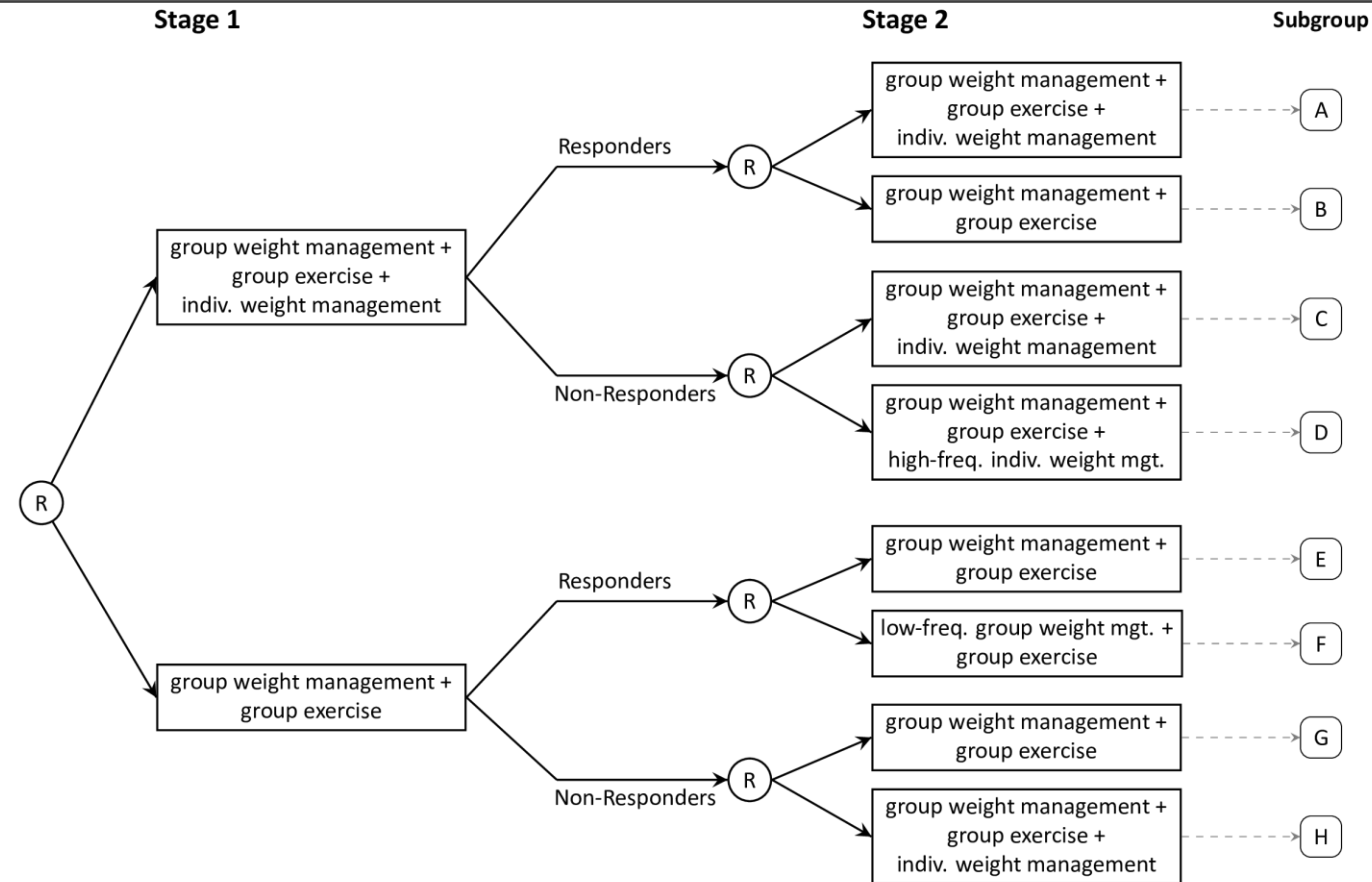 Stage 1
Stage 2
Subgroup
group weight management +
group exercise +
indiv. weight management
A
Responders
R
group weight management +
group exercise
B
group weight management +
group exercise +
indiv. weight management
group weight management +
group exercise +
indiv. weight management
C
Non-Responders
R
group weight management +
group exercise +
high-freq. indiv. weight mgt.
D
R
group weight management +
group exercise
E
Responders
R
low-freq. group weight mgt. +
group exercise
F
group weight management +
group exercise
group weight management +
group exercise
G
Non-Responders
R
group weight management +
group exercise +
indiv. weight management
H